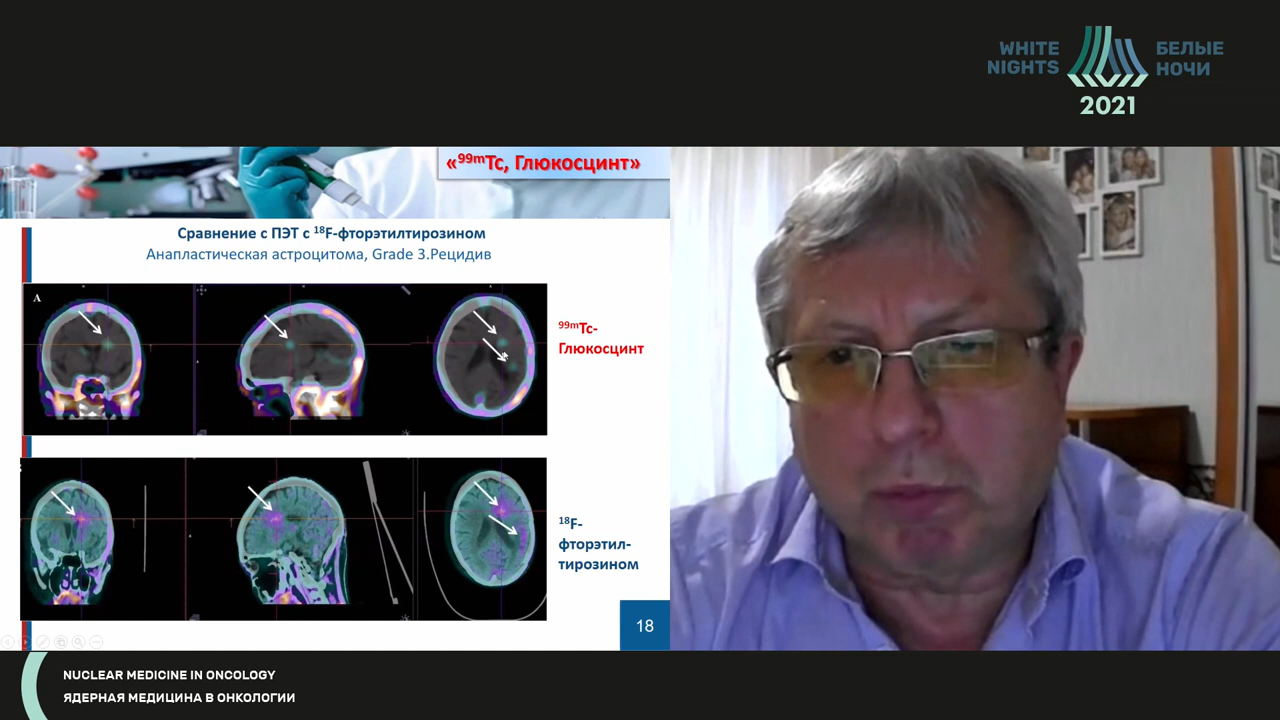 WHITE
NIGHTS
БЕЛЫЕ
НОЧИ
2021
«99mTc, Глюкосцинт»
Сравнение с ПЭТ с 18F-фторэтилтирозином
Анапластическая астроцитома, Grade 3.Рецидив
A
99mTc-
Глюкосцинт
18F-
фторэтил-
тирозином
18
NUCLEAR MEDICINE IN ONCOLOGY
ЯДЕРНАЯ МЕДИЦИНА В ОНКОЛОГИИ